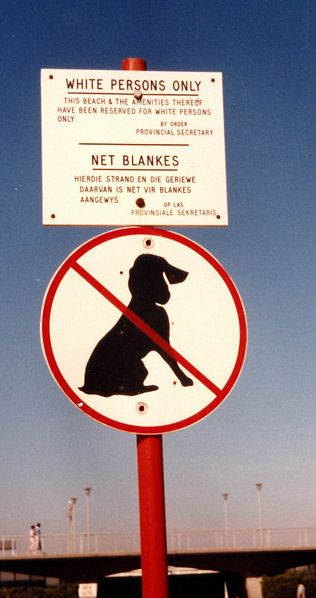 WHITE PERSONS ONLY
THIS BEACH & THE AMENITIES THEREOF
HAVE BEEN RESERVED FOR WHITE PERSONS
ONLY.
BY ORDER
PROVINCIAL SECRETARY
NET BLANKES
HIERDIE STRAND EN DIE GERIEWE
DAARVAN IS NET VIR BLANKES
AANGEWYS.
OP LAS
PROVINSIALE SEKRETARIS